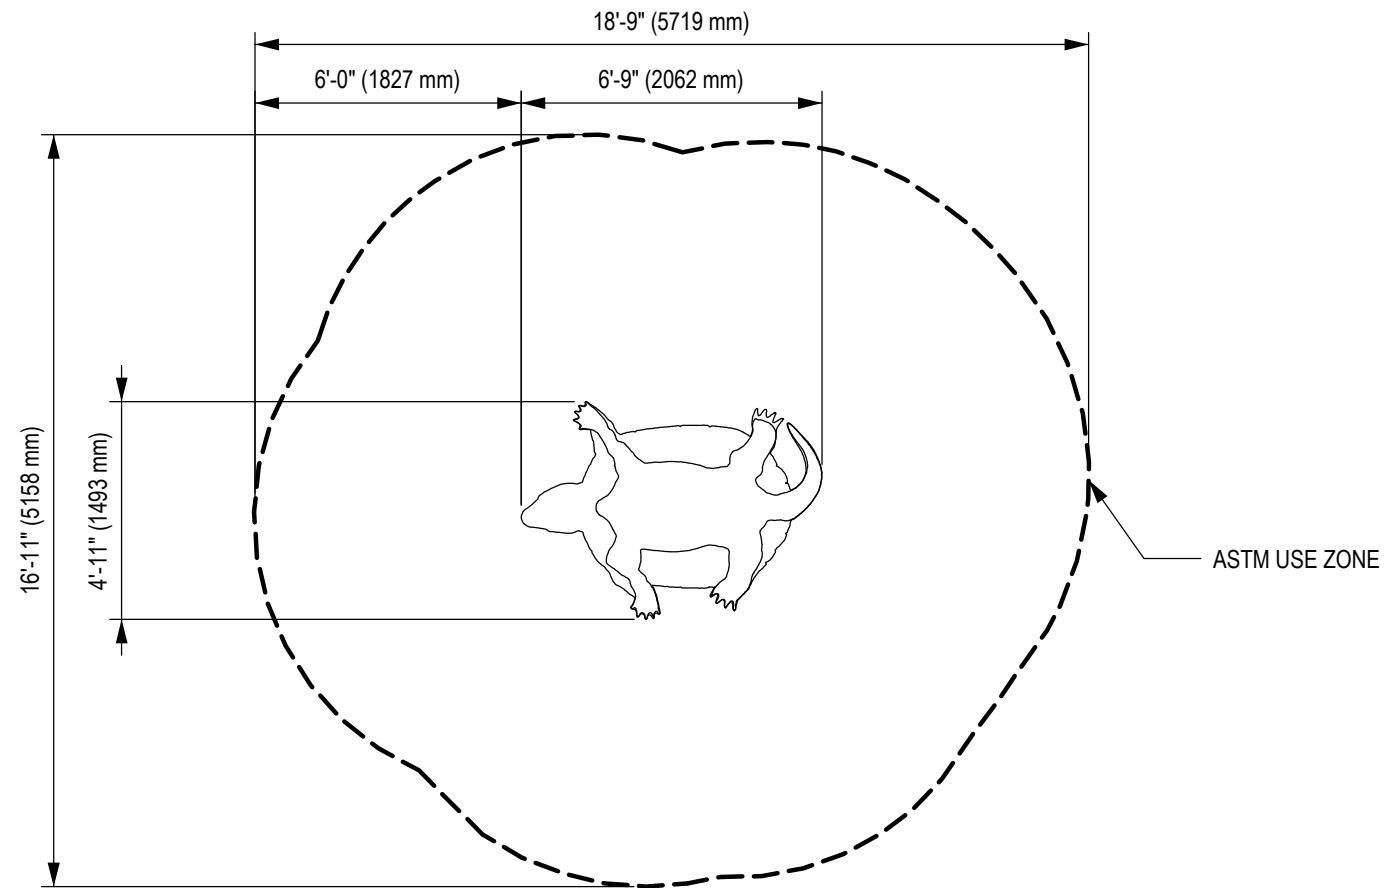 18'-9" (5719 mm)
6'-0" (1827 mm)
6'-9" (2062 mm)
16'-11" (5158 mm)
4'-11" (1493 mm)
ASTM USE ZONE